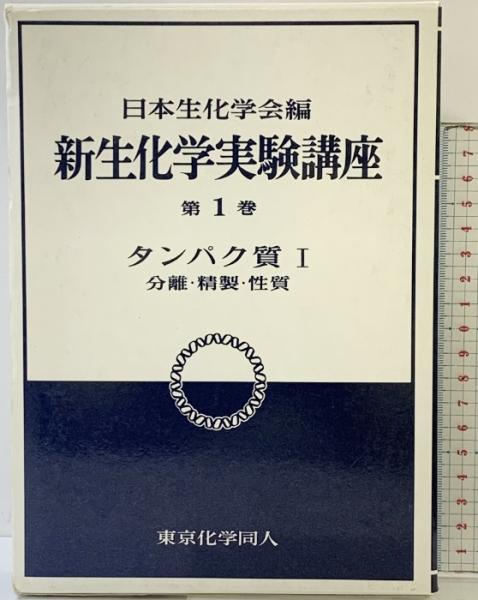 日本生化学会編
新生化学実験講座
第1巻
タンパク質 I
分離・精製・性質
東京化学同人